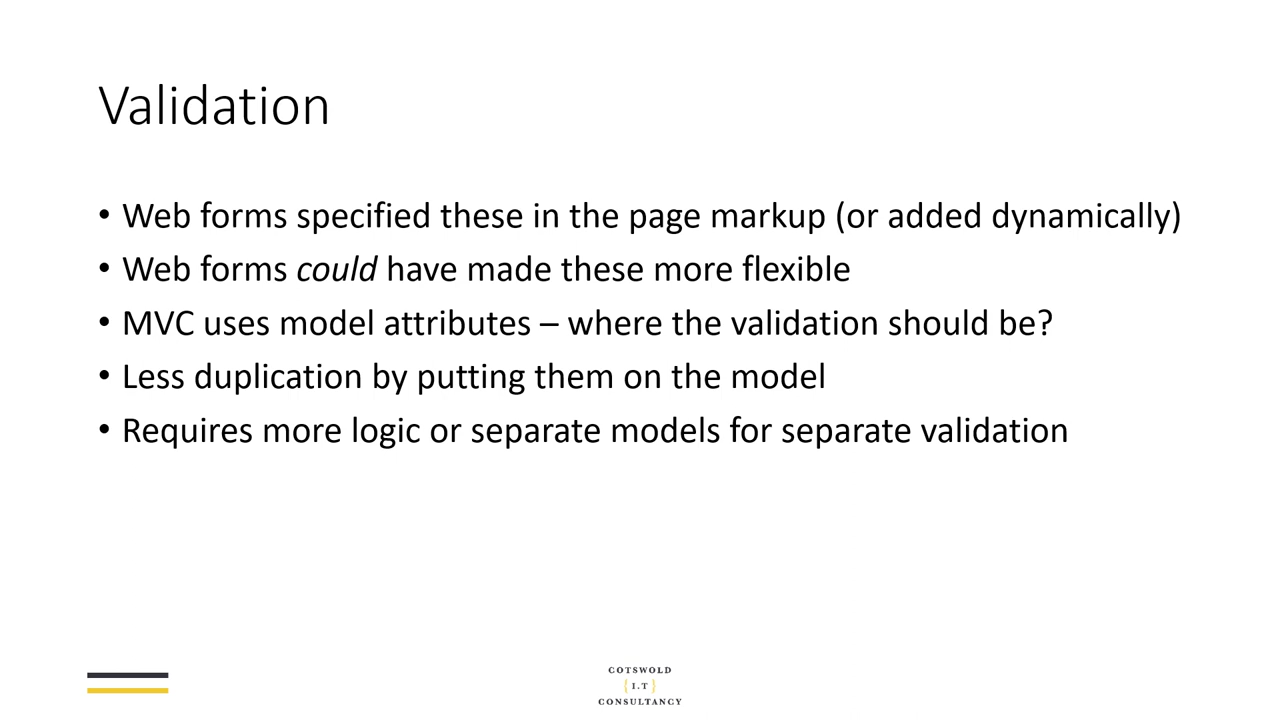 Validation
• Web forms specified these in the page markup (or added dynamically)
• Web forms could have made these more flexible
• MVC uses model attributes – where the validation should be?
• Less duplication by putting them on the model
• Requires more logic or separate models for separate validation
COTSWOLD
{I.T}
CONSULTANCY